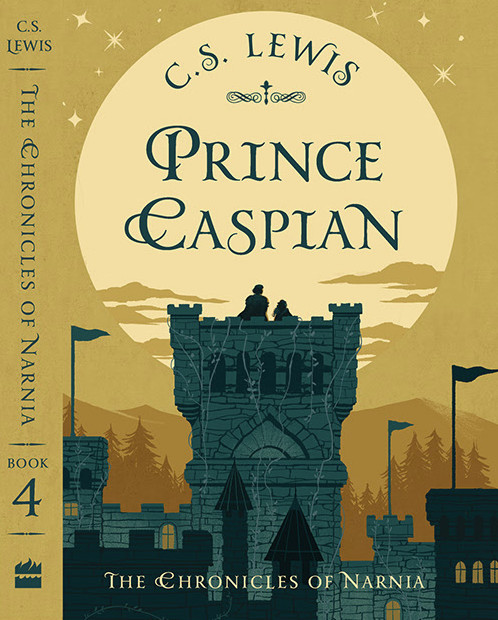 C.S.
LEWIS
THE CHRONICLES OF NARNIA
BOOK
4
C.S. LEWIS
PRINCE
CASPIAN
THE CHRONICLES OF NARNIA